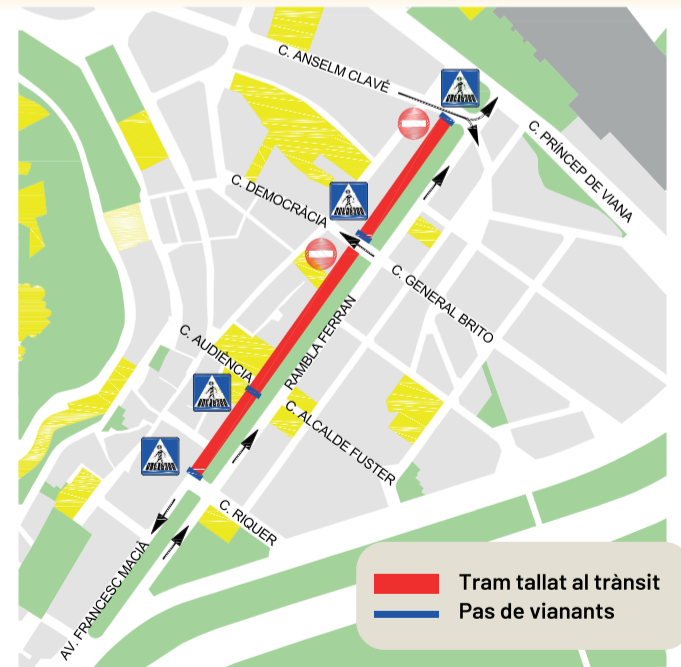 C. ANSELM CLAVÉ
C. PRÍNCEP DE VIANA
C. DEMOCRÀCIA
C. GENERAL BRITO
RAMBLA FERRAN
C. AUDIÈNCIA
C. ALCALDE FUSTER
C. RIQUER
AV. FRANCESC MACIÀ
Tram tallat al trànsit
Pas de vianants